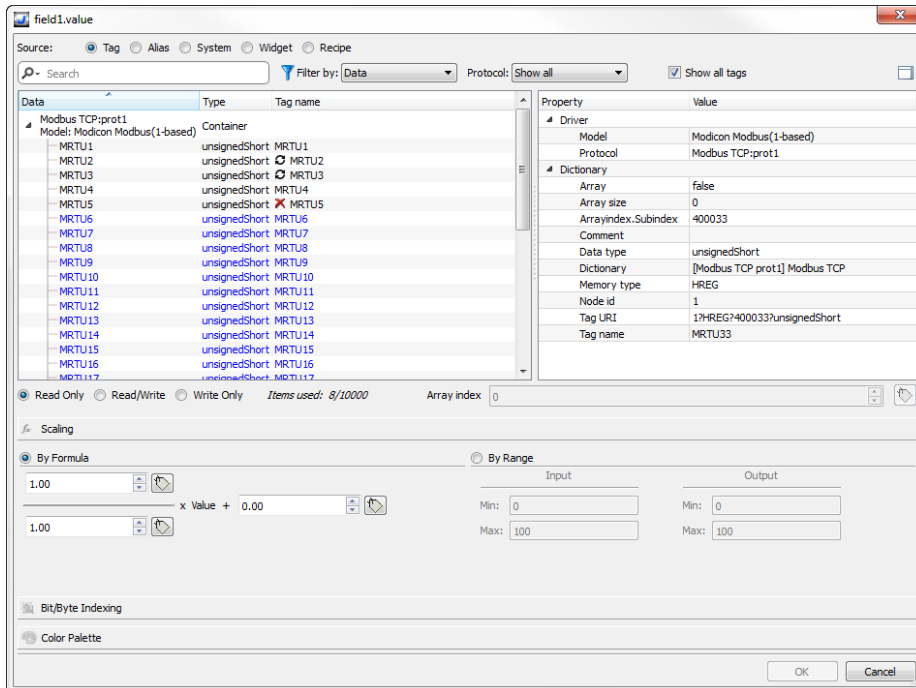 field1.value
Source: Tag Alias System Widget Recipe
Search Filter by: Data Protocol: Show all Show all tags
Data Type Tag name
Modbus TCP:prot1
Model: Modicon Modbus(1-based) Container
MRTU1 unsignedShort MRTU1
MRTU2 unsignedShort MRTU2
MRTU3 unsignedShort MRTU3
MRTU4 unsignedShort MRTU4
MRTU5 unsignedShort MRTU5
MRTU6 unsignedShort MRTU6
MRTU7 unsignedShort MRTU7
MRTU8 unsignedShort MRTU8
MRTU9 unsignedShort MRTU9
MRTU10 unsignedShort MRTU10
MRTU11 unsignedShort MRTU11
MRTU12 unsignedShort MRTU12
MRTU13 unsignedShort MRTU13
MRTU14 unsignedShort MRTU14
MRTU15 unsignedShort MRTU15
MRTU16 unsignedShort MRTU16
MRTU17 unsignedShort MRTU17
Property Value
Driver
Model Modicon Modbus(1-based)
Protocol Modbus TCP:prot1
Dictionary
Array false
Array size 0
Arrayindex.Subindex 400033
Comment
Data type unsignedShort
Dictionary [Modbus TCP prot1] Modbus TCP
Memory type HREG
Node id 1
Tag URI 1?HREG?400033?unsignedShort
Tag name MRTU33
Read Only Read/Write Write Only Items used: 8/10000 Array index 0
Scaling
By Formula By Range
Input Output
1.00
x Value + 0.00 Min: 0 Min: 0
1.00 Max: 100 Max: 100
Bit/Byte Indexing
Color Palette
OK Cancel